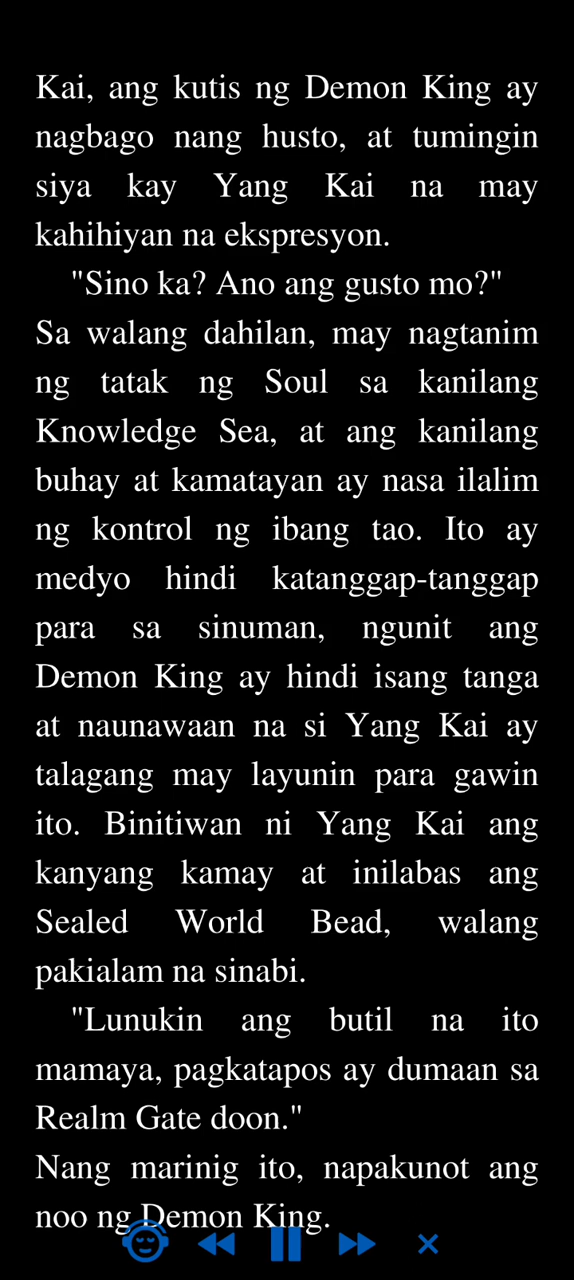 Kai, ang kutis ng Demon King ay
nagbago nang husto, at tumingin
siya kay Yang Kai na may
kahihiyan na ekspresyon.
"Sino ka? Ano ang gusto mo?"
Sa walang dahilan, may nagtanim
ng tatak ng Soul sa kanilang
Knowledge Sea, at ang kanilang
buhay at kamatayan ay nasa ilalim
ng kontrol ng ibang tao. Ito ay
medyo hindi katanggap-tanggap
para sa sinuman, ngunit ang
Demon King ay hindi isang tanga
at naunawaan na si Yang Kai ay
talagang may layunin para gawin
ito. Binitiwan ni Yang Kai ang
kanyang kamay at inilabas ang
Sealed World Bead, walang
pakialam na sinabi.
"Lunukin ang butil na ito
mamaya, pagkatapos ay dumaan sa
Realm Gate doon."
Nang marinig ito, napakunot ang
noo ng Demon King.